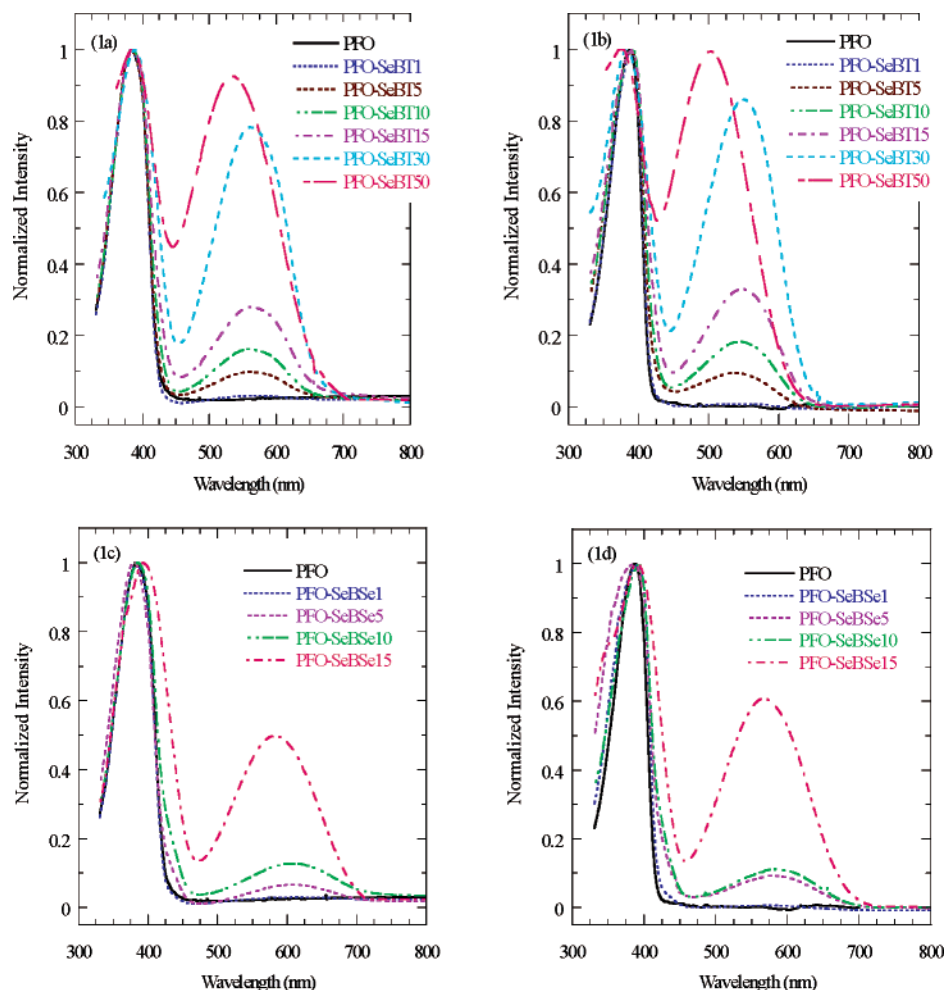 (1a)
PFO
PFO-SeBT1
PFO-SeBT5
PFO-SeBT10
PFO-SeBT15
PFO-SeBT30
PFO-SeBT50
Normalized Intensity
1
0.8
0.6
0.4
0.2
0
300 400 500 600 700 800
Wavelength (nm)
(1b)
PFO
PFO-SeBT1
PFO-SeBT5
PFO-SeBT10
PFO-SeBT15
PFO-SeBT30
PFO-SeBT50
Normalized Intensity
1
0.8
0.6
0.4
0.2
0
300 400 500 600 700 800
Wavelength (nm)
(1c)
PFO
PFO-SeBSe1
PFO-SeBSe5
PFO-SeBSe10
PFO-SeBSe15
Normalized Intensity
1
0.8
0.6
0.4
0.2
0
300 400 500 600 700 800
Wavelength (nm)
(1d)
PFO
PFO-SeBSe1
PFO-SeBSe5
PFO-SeBSe10
PFO-SeBSe15
Normalized Intensity
1
0.8
0.6
0.4
0.2
0
300 400 500 600 700 800
Wavelength (nm)